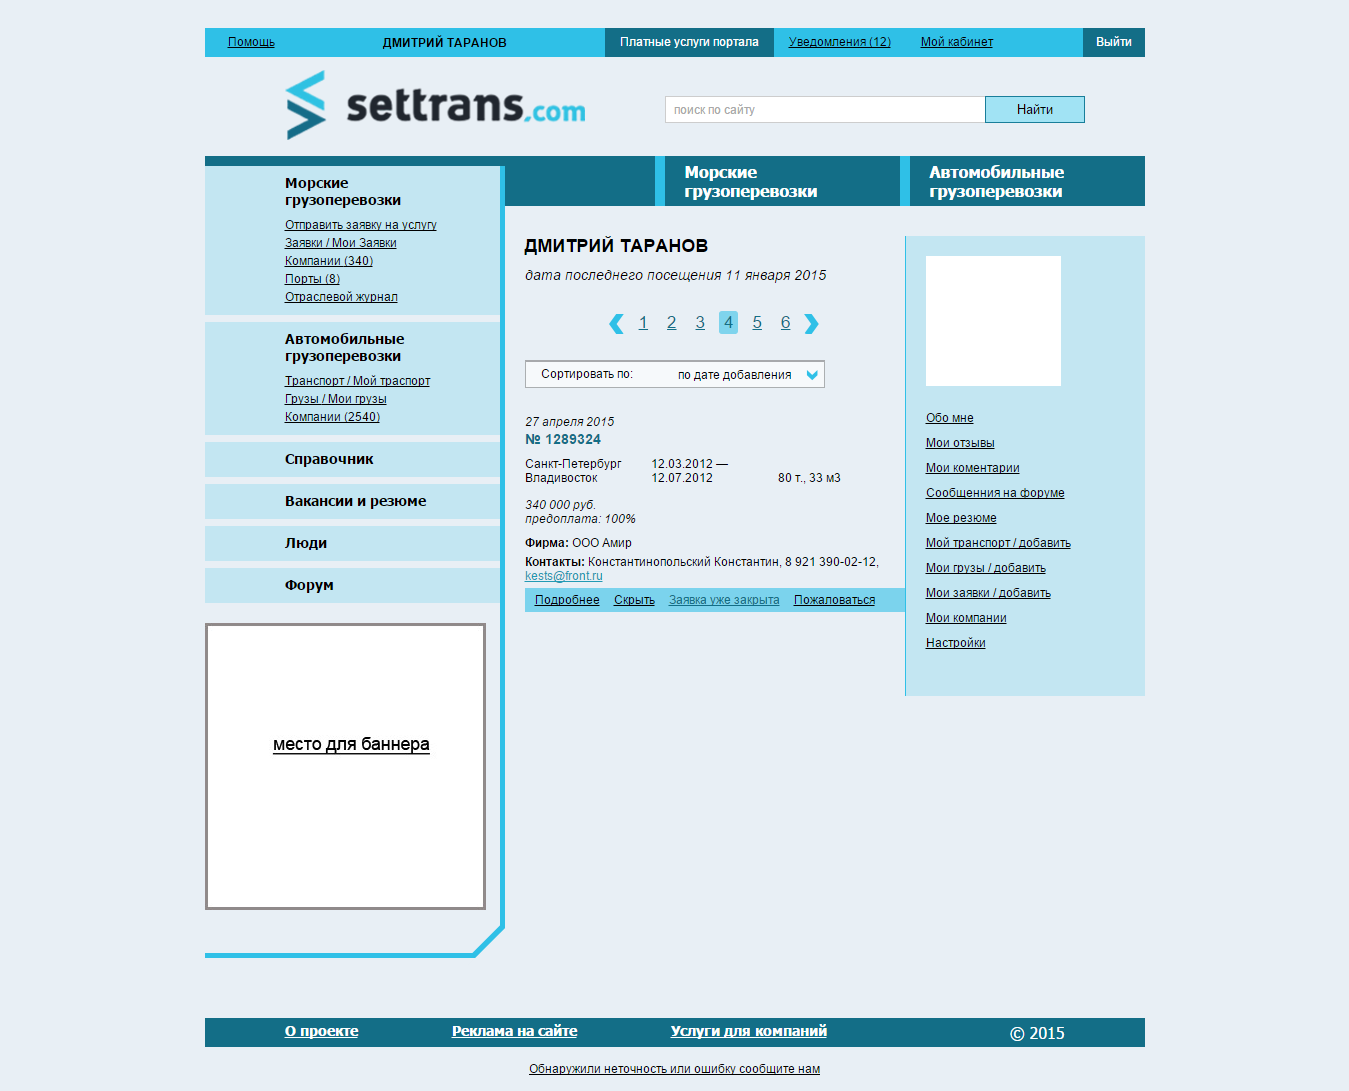 Помощь
ДМИТРИЙ ТАРАНОВ
Платные услуги портала
Уведомления (12)
Мой кабинет
Выйти
settrans.com
поиск по сайту
Найти
Морские
грузоперевозки
Автомобильные
грузоперевозки
Морские
грузоперевозки
Отправить заявку на услугу
Заявки / Мои Заявки
Компании (340)
Порты (8)
Отраслевой журнал
Автомобильные
грузоперевозки
Транспорт / Мой траспорт
Грузы / Мои грузы
Компании (2540)
Справочник
Вакансии и резюме
Люди
Форум
место для баннера
ДМИТРИЙ ТАРАНОВ
дата последнего посещения 11 января 2015
1 2 3 4 5 6
Сортировать по: по дате добавления
27 апреля 2015
№ 1289324
Санкт-Петербург 12.03.2012 —
Владивосток 12.07.2012 80 т., 33 м3
340 000 руб.
предоплата: 100%
Фирма: ООО Амир
Контакты: Константинопольский Константин, 8 921 390-02-12,
kests@front.ru
Подробнее Скрыть Заявка уже закрыта Пожаловаться
Обо мне
Мои отзывы
Мои коментарии
Сообщенния на форуме
Мое резюме
Мой транспорт / добавить
Мои грузы / добавить
Мои заявки / добавить
Мои компании
Настройки
О проекте
Реклама на сайте
Услуги для компаний
© 2015
Обнаружили неточность или ошибку сообщите нам